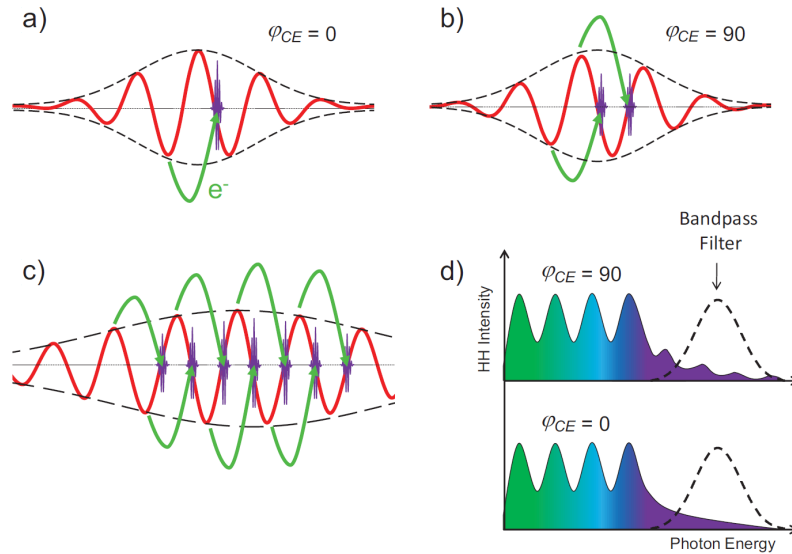 a)
φCE = 0
e-
b)
φCE = 90
c)
d)
Bandpass
Filter
φCE = 90
HH Intensity
φCE = 0
Photon Energy